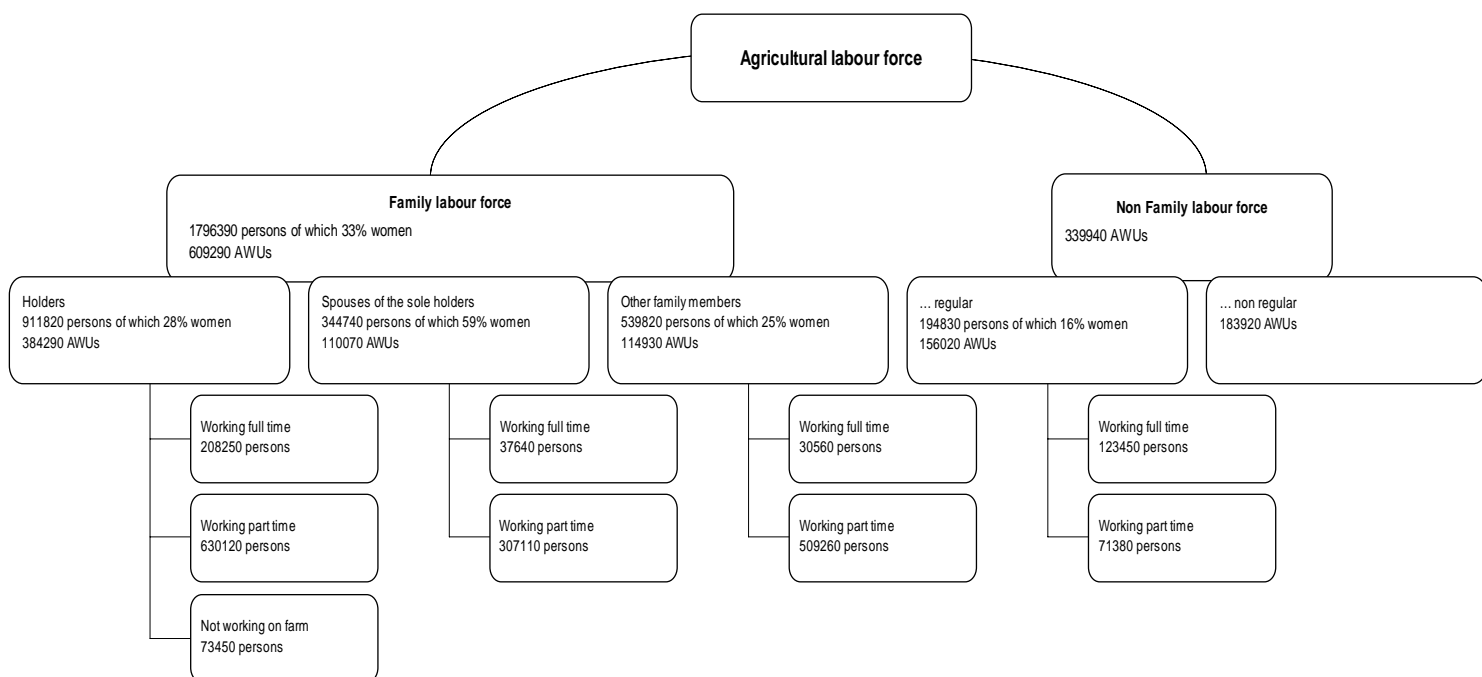 Agricultural labour force
Family labour force
1796390 persons of which 33% women
609290 AWUs
Non Family labour force
339940 AWUs
Holders
911820 persons of which 28% women
384290 AWUs
Spouses of the sole holders
344740 persons of which 59% women
110070 AWUs
Other family members
539820 persons of which 25% women
114930 AWUs
... regular
194830 persons of which 16% women
156020 AWUs
... non regular
183920 AWUs
Working full time
208250 persons
Working full time
37640 persons
Working full time
30560 persons
Working full time
123450 persons
Working part time
630120 persons
Working part time
307110 persons
Working part time
509260 persons
Working part time
71380 persons
Not working on farm
73450 persons